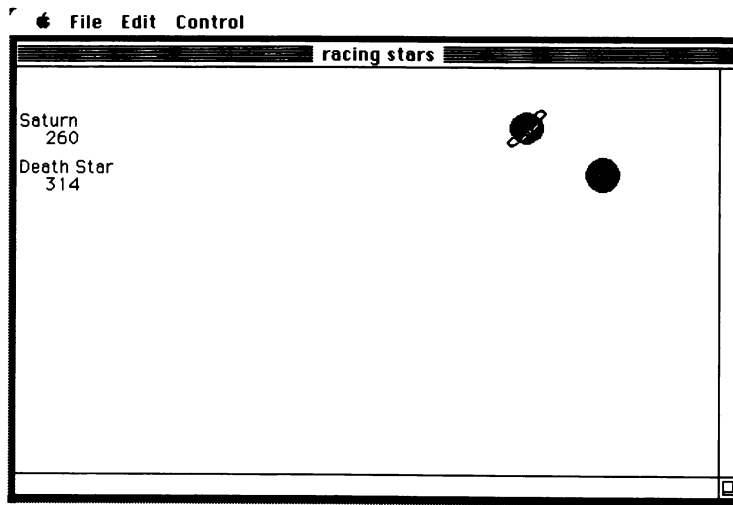 File Edit Control
racing stars
Saturn
260
Death Star
314